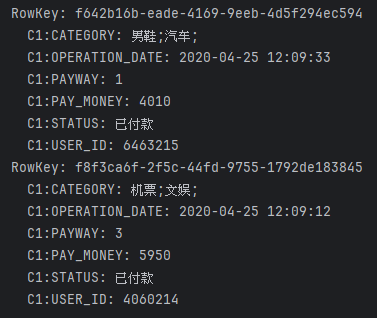 RowKey: f642b16b-eade-4169-9eeb-4d5f294ec594
C1:CATEGORY: 男鞋;汽车;
C1:OPERATION_DATE: 2020-04-25 12:09:33
C1:PAYWAY: 1
C1:PAY_MONEY: 4010
C1:STATUS: 已付款
C1:USER_ID: 6463215
RowKey: f8f3ca6f-2f5c-44fd-9755-1792de183845
C1:CATEGORY: 机票;文娱;
C1:OPERATION_DATE: 2020-04-25 12:09:12
C1:PAYWAY: 3
C1:PAY_MONEY: 5950
C1:STATUS: 已付款
C1:USER_ID: 4060214